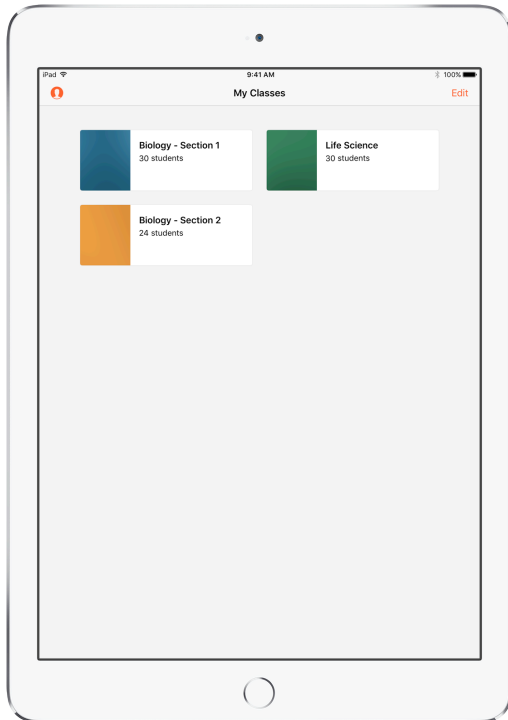 iPad 9:41 AM 100%
My Classes Edit
Biology - Section 1
30 students
Life Science
30 students
Biology - Section 2
24 students